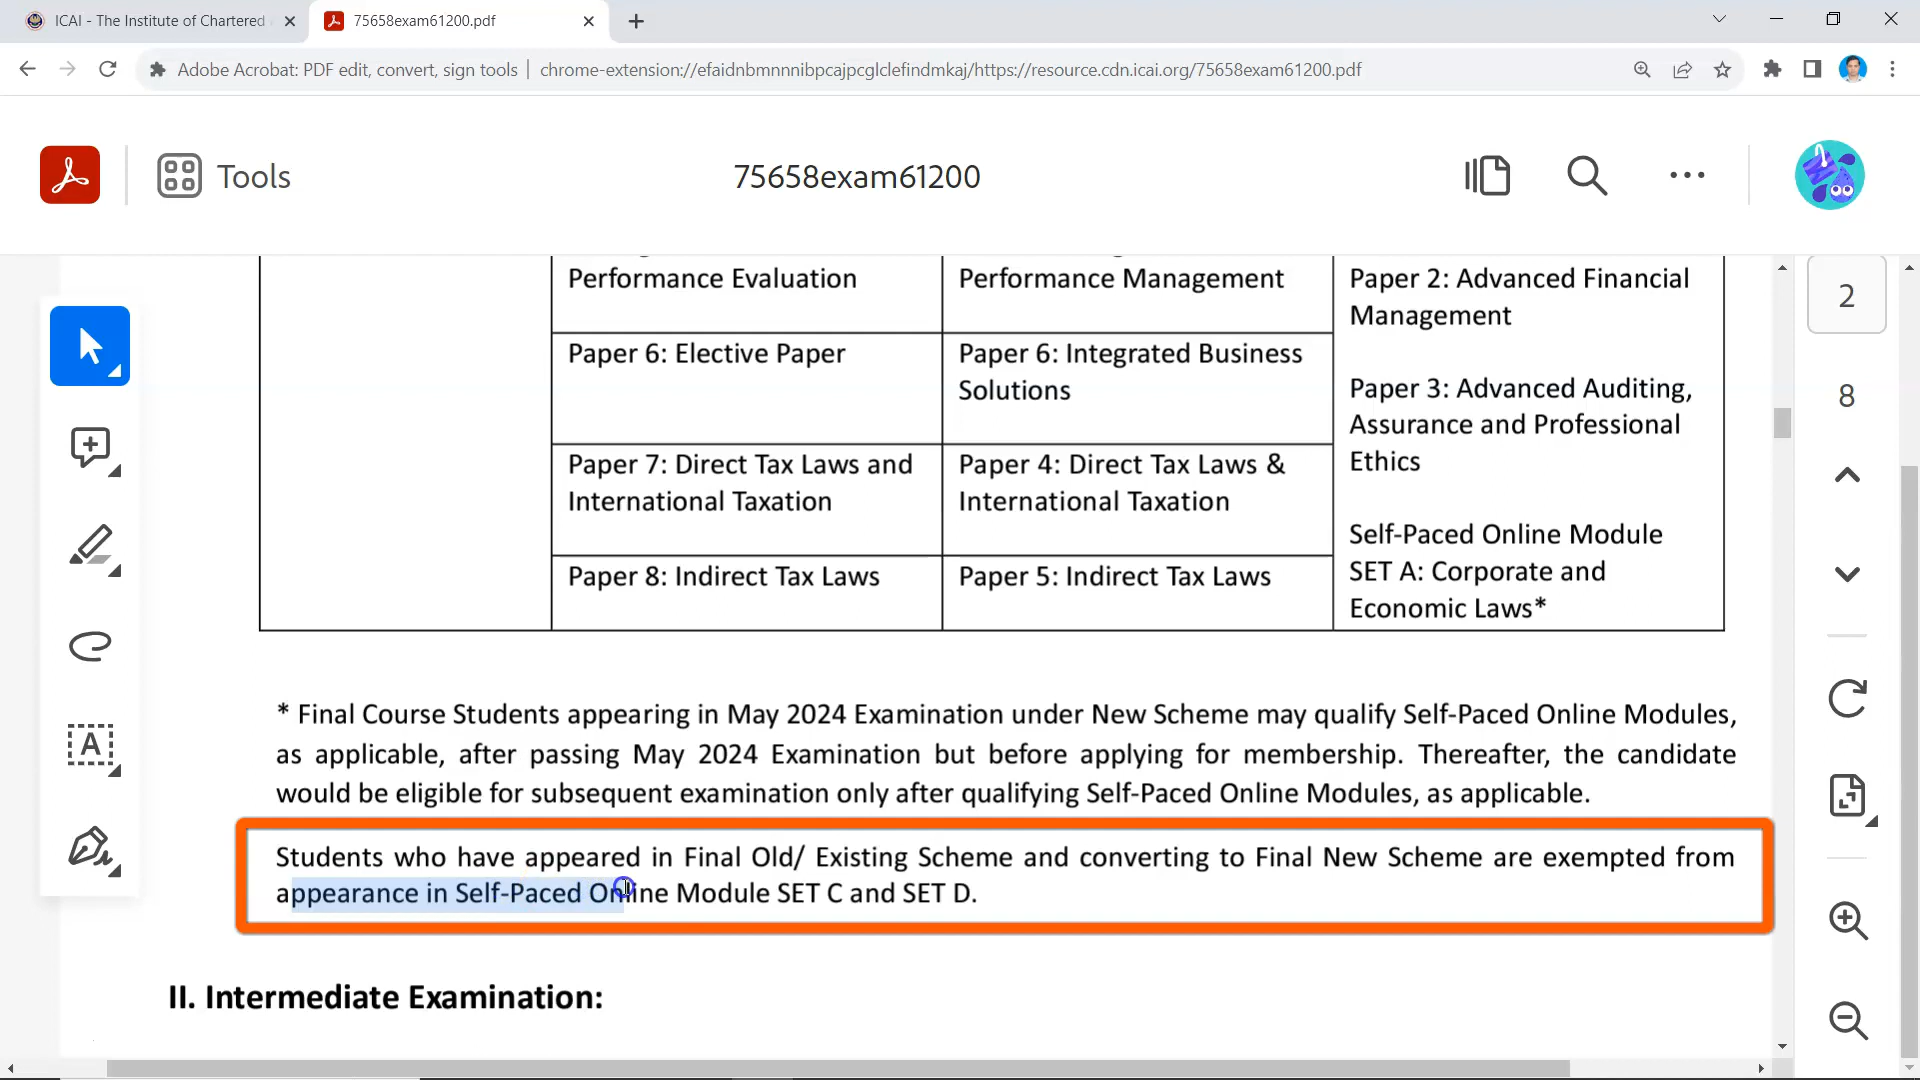 ICAI - The Institute of Chartered
75658exam61200.pdf
Adobe Acrobat: PDF edit, convert, sign tools
chrome-extension://efaidnbmnnnibpcajpcglclefindmkaj/https://resource.cdn.icai.org/75658exam61200.pdf
Tools
75658exam61200
Performance Evaluation
Performance Management
Paper 2: Advanced Financial
Management
Paper 6: Elective Paper
Paper 6: Integrated Business
Solutions
Paper 3: Advanced Auditing,
Assurance and Professional
Ethics
Paper 7: Direct Tax Laws and
International Taxation
Paper 4: Direct Tax Laws &
International Taxation
Self-Paced Online Module
SET A: Corporate and
Economic Laws*
Paper 8: Indirect Tax Laws
Paper 5: Indirect Tax Laws
* Final Course Students appearing in May 2024 Examination under New Scheme may qualify Self-Paced Online Modules,
as applicable, after passing May 2024 Examination but before applying for membership. Thereafter, the candidate
would be eligible for subsequent examination only after qualifying Self-Paced Online Modules, as applicable.
Students who have appeared in Final Old/ Existing Scheme and converting to Final New Scheme are exempted from
appearance in Self-Paced Online Module SET C and SET D.
II. Intermediate Examination:
2
8